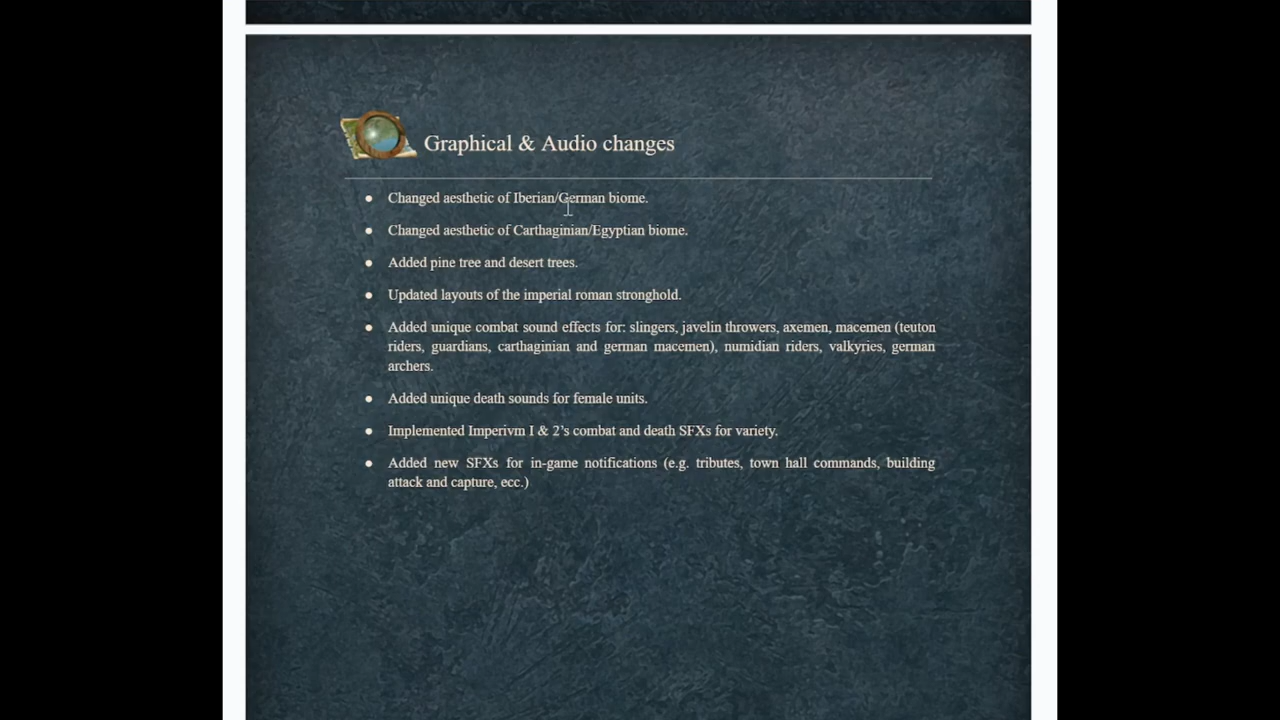 Graphical & Audio changes
● Changed aesthetic of Iberian/German biome.
● Changed aesthetic of Carthaginian/Egyptian biome.
● Added pine tree and desert trees.
● Updated layouts of the imperial roman stronghold.
● Added unique combat sound effects for: slingers, javelin throwers, axemen, macemen (teuton
riders, guardians, carthaginian and german macemen), numidian riders, valkyries, german
archers.
● Added unique death sounds for female units.
● Implemented Imperivm I & 2's combat and death SFXs for variety.
● Added new SFXs for in-game notifications (e.g. tributes, town hall commands, building
attack and capture, ecc.)